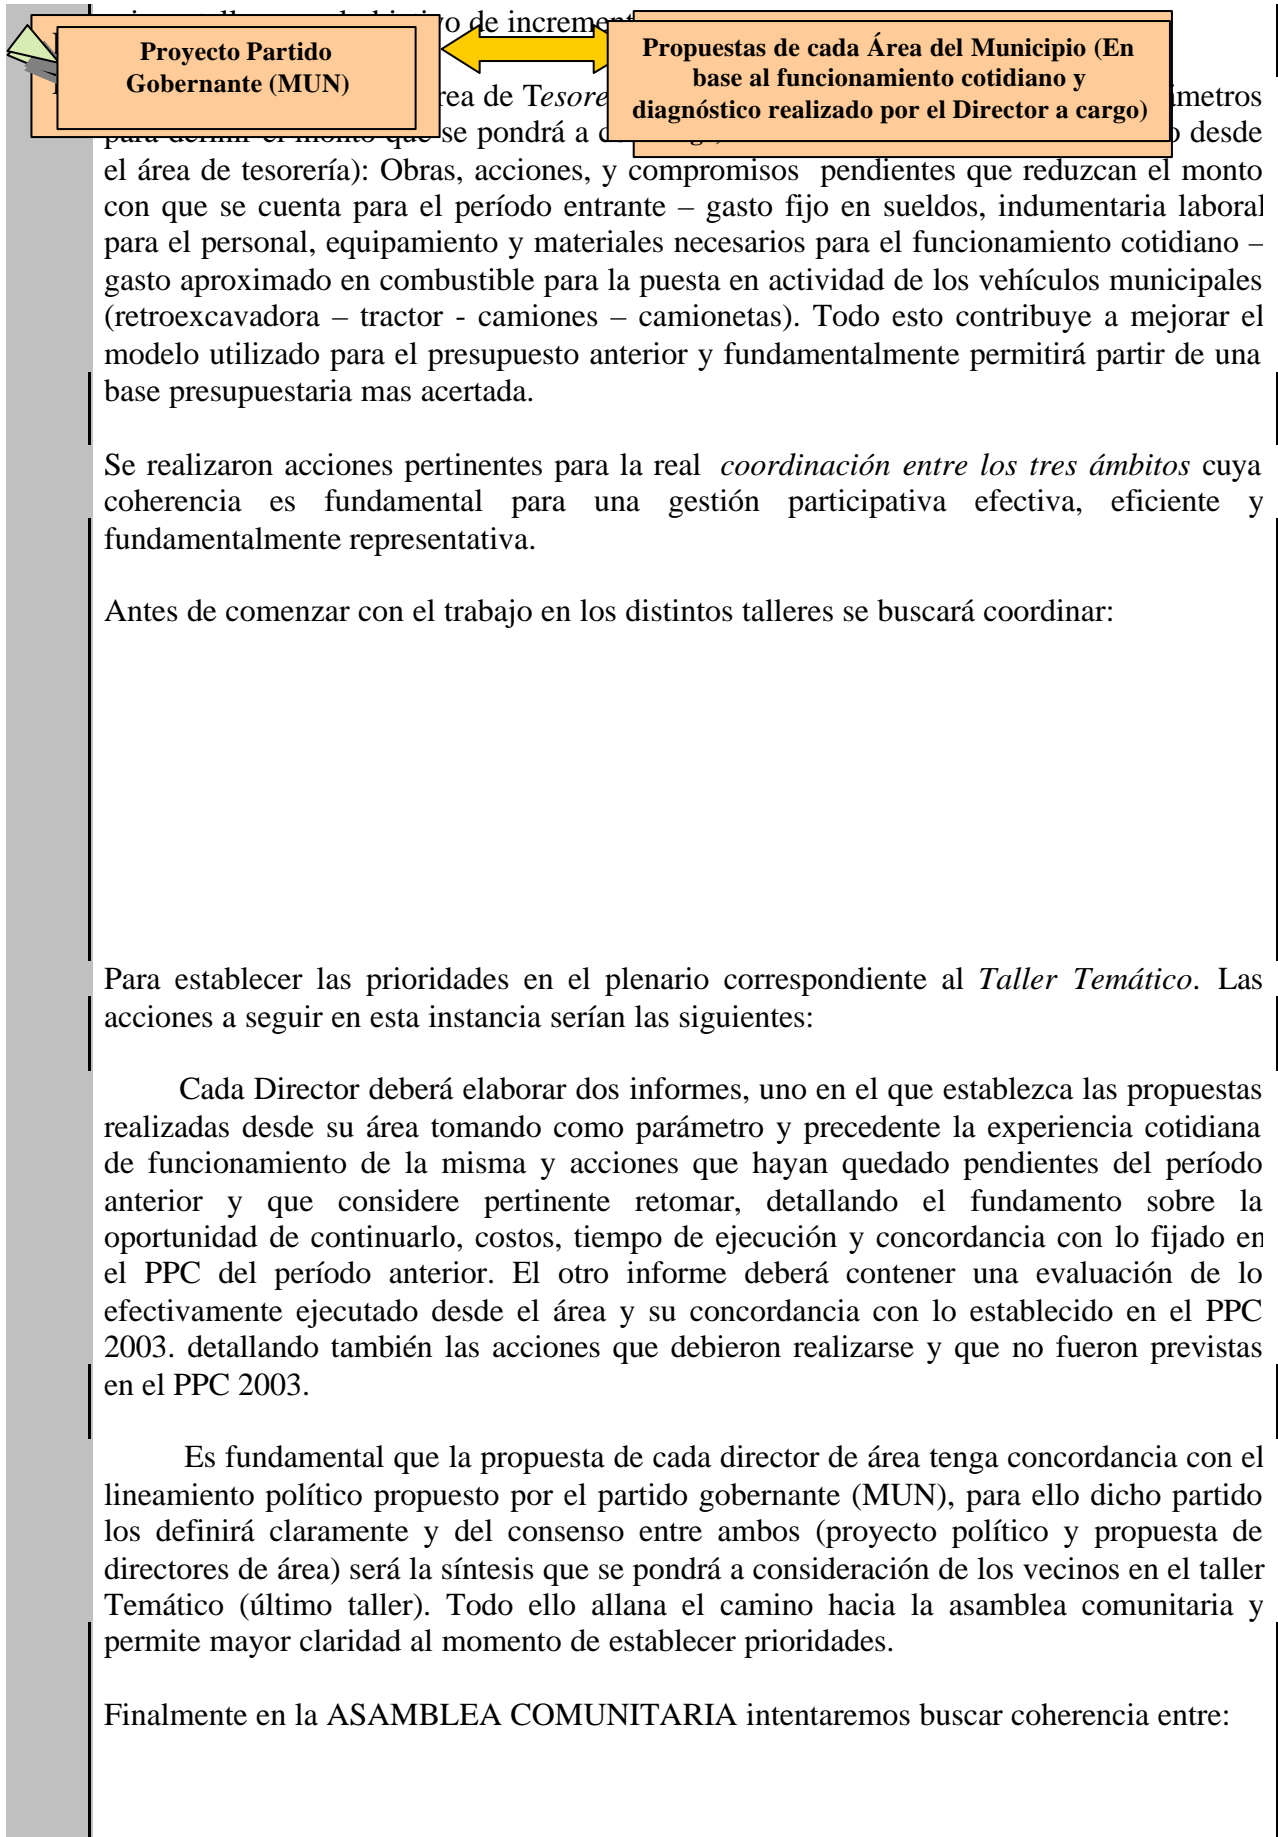 de incremen
Proyecto Partido
Gobernante (MUN)
Propuestas de cada Área del Municipio (En
base al funcionamiento cotidiano y
diagnóstico realizado por el Director a cargo)
rea de Tesore
ámetros
para definir el monto que se pondrá a desde
el área de tesorería): Obras, acciones, y compromisos pendientes que reduzcan el monto
con que se cuenta para el período entrante – gasto fijo en sueldos, indumentaria laboral
para el personal, equipamiento y materiales necesarios para el funcionamiento cotidiano –
gasto aproximado en combustible para la puesta en actividad de los vehículos municipales
(retroexcavadora – tractor - camiones – camionetas). Todo esto contribuye a mejorar el
modelo utilizado para el presupuesto anterior y fundamentalmente permitirá partir de una
base presupuestaria mas acertada.
Se realizaron acciones pertinentes para la real coordinación entre los tres ámbitos cuya
coherencia es fundamental para una gestión participativa efectiva, eficiente y
fundamentalmente representativa.
Antes de comenzar con el trabajo en los distintos talleres se buscará coordinar:
Para establecer las prioridades en el plenario correspondiente al Taller Temático. Las
acciones a seguir en esta instancia serían las siguientes:
Cada Director deberá elaborar dos informes, uno en el que establezca las propuestas
realizadas desde su área tomando como parámetro y precedente la experiencia cotidiana
de funcionamiento de la misma y acciones que hayan quedado pendientes del período
anterior y que considere pertinente retomar, detallando el fundamento sobre la
oportunidad de continuarlo, costos, tiempo de ejecución y concordancia con lo fijado en
el PPC del período anterior. El otro informe deberá contener una evaluación de lo
efectivamente ejecutado desde el área y su concordancia con lo establecido en el PPC
2003. detallando también las acciones que debieron realizarse y que no fueron previstas
en el PPC 2003.
Es fundamental que la propuesta de cada director de área tenga concordancia con el
lineamiento político propuesto por el partido gobernante (MUN), para ello dicho partido
los definirá claramente y del consenso entre ambos (proyecto político y propuesta de
directores de área) será la síntesis que se pondrá a consideración de los vecinos en el taller
Temático (último taller). Todo ello allana el camino hacia la asamblea comunitaria y
permite mayor claridad al momento de establecer prioridades.
Finalmente en la ASAMBLEA COMUNITARIA intentaremos buscar coherencia entre: